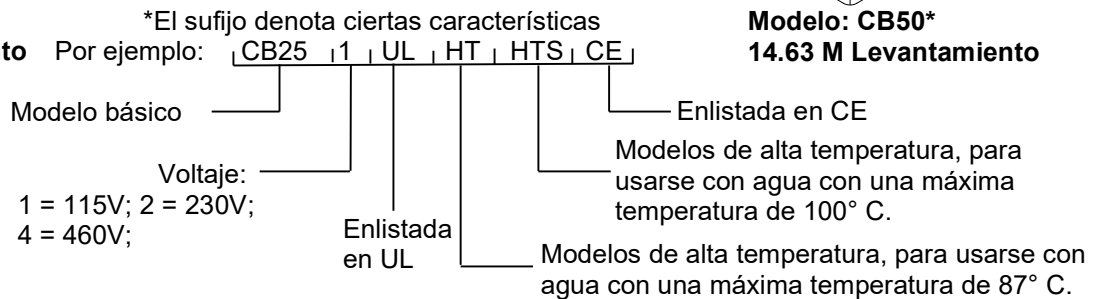 *El sufijo denota ciertas características
Modelo: CB50*
to Por ejemplo: CB25 1 UL HT HTS CE
14.63 M Levantamiento
Modelo básico
Enlistada en CE
Voltaje:
1 = 115V; 2 = 230V;
4 = 460V;
Enlistada
en UL
Modelos de alta temperatura, para
usarse con agua con una máxima
temperatura de 100° C.
Modelos de alta temperatura, para usarse con
agua con una máxima temperatura de 87° C.